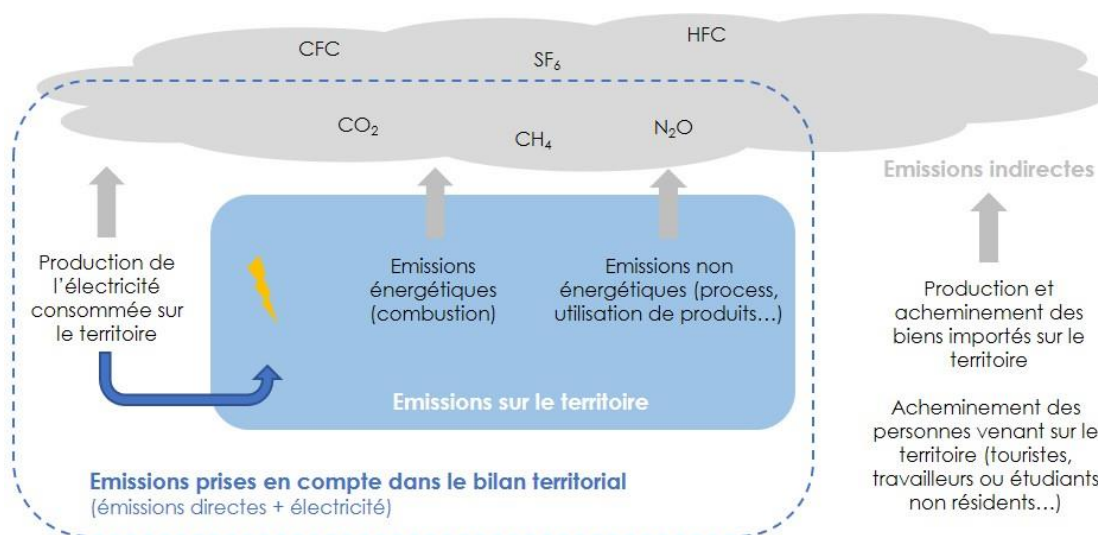 CFC
SF₆
HFC
CO₂
CH₄
N₂O
Emissions indirectes
Production de
l’électricité
consommée sur
le territoire
Emissions
énergétiques
(combustion)
Emissions non
énergétiques (process,
utilisation de produits…)
Emissions sur le territoire
Emissions prises en compte dans le bilan territorial
(émissions directes + électricité)
Production et
acheminement des
biens importés sur le
territoire
Acheminement des
personnes venant sur le
territoire (touristes,
travailleurs ou étudiants
non résidents…)